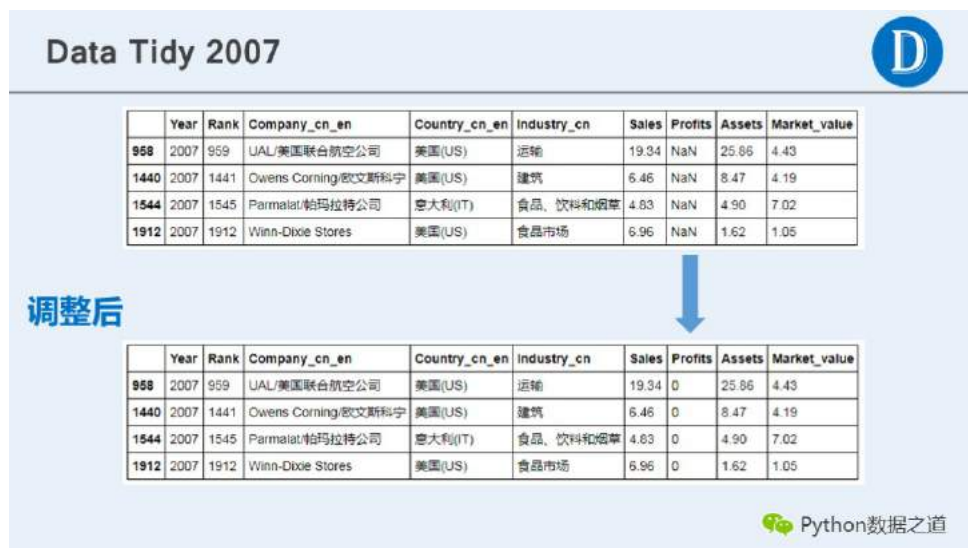 Data Tidy 2007
D
Year Rank Company_cn_en Country_cn_en Industry_cn Sales Profits Assets Market_value
958 2007 959 UAL/美国联合航空公司 美国(US) 运输 19.34 NaN 25.86 4.43
1440 2007 1441 Owens Corning/欧文斯科宁 美国(US) 建筑 6.46 NaN 8.47 4.19
1544 2007 1545 Parmalat/帕玛拉特公司 意大利(IT) 食品、饮料和烟草 4.83 NaN 4.90 7.02
1912 2007 1912 Winn-Dixie Stores 美国(US) 食品市场 6.96 NaN 1.62 1.05
调整后
Year Rank Company_cn_en Country_cn_en Industry_cn Sales Profits Assets Market_value
958 2007 959 UAL/美国联合航空公司 美国(US) 运输 19.34 0 25.86 4.43
1440 2007 1441 Owens Corning/欧文斯科宁 美国(US) 建筑 6.46 0 8.47 4.19
1544 2007 1545 Parmalat/帕玛拉特公司 意大利(IT) 食品、饮料和烟草 4.83 0 4.90 7.02
1912 2007 1912 Winn-Dixie Stores 美国(US) 食品市场 6.96 0 1.62 1.05
Python数据之道